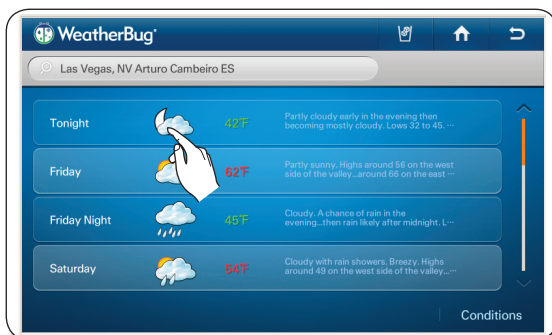 WeatherBug
Las Vegas, NV Arturo Cambeiro ES
Tonight
42°F
Partly cloudy early in the evening then
becoming mostly cloudy. Lows 32 to 45. ···
Friday
62°F
Partly sunny. Highs around 56 on the west
side of the valley...around 66 on the east ···
Friday Night
45°F
Cloudy. A chance of rain in the
evening...then rain likely after midnight. L···
Saturday
54°F
Cloudy with rain showers. Breezy. Highs
around 49 on the west side of the valley...···
Conditions